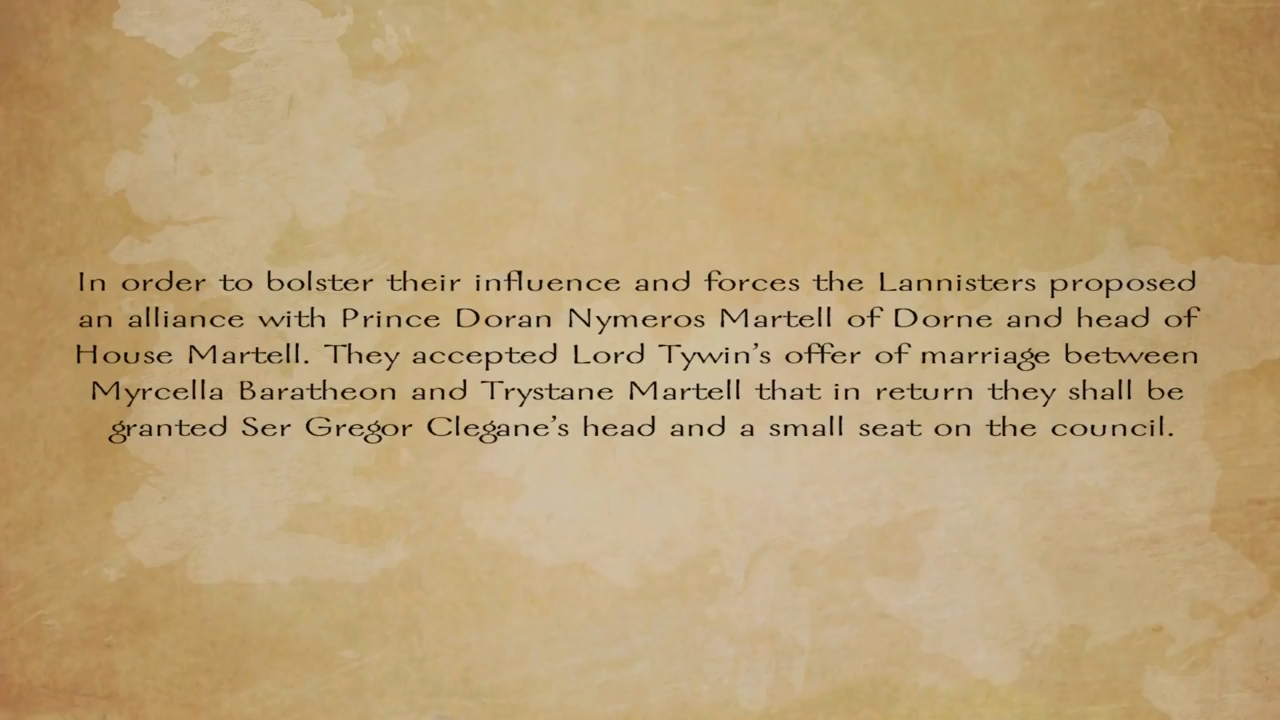 In order to bolster their influence and forces the Lannisters proposed
an alliance with Prince Doran Nymeros Martell of Dorne and head of
House Martell. They accepted Lord Tywin's offer of marriage between
Myrcella Baratheon and Trystane Martell that in return they shall be
granted Ser Gregor Clegane's head and a small seat on the council.